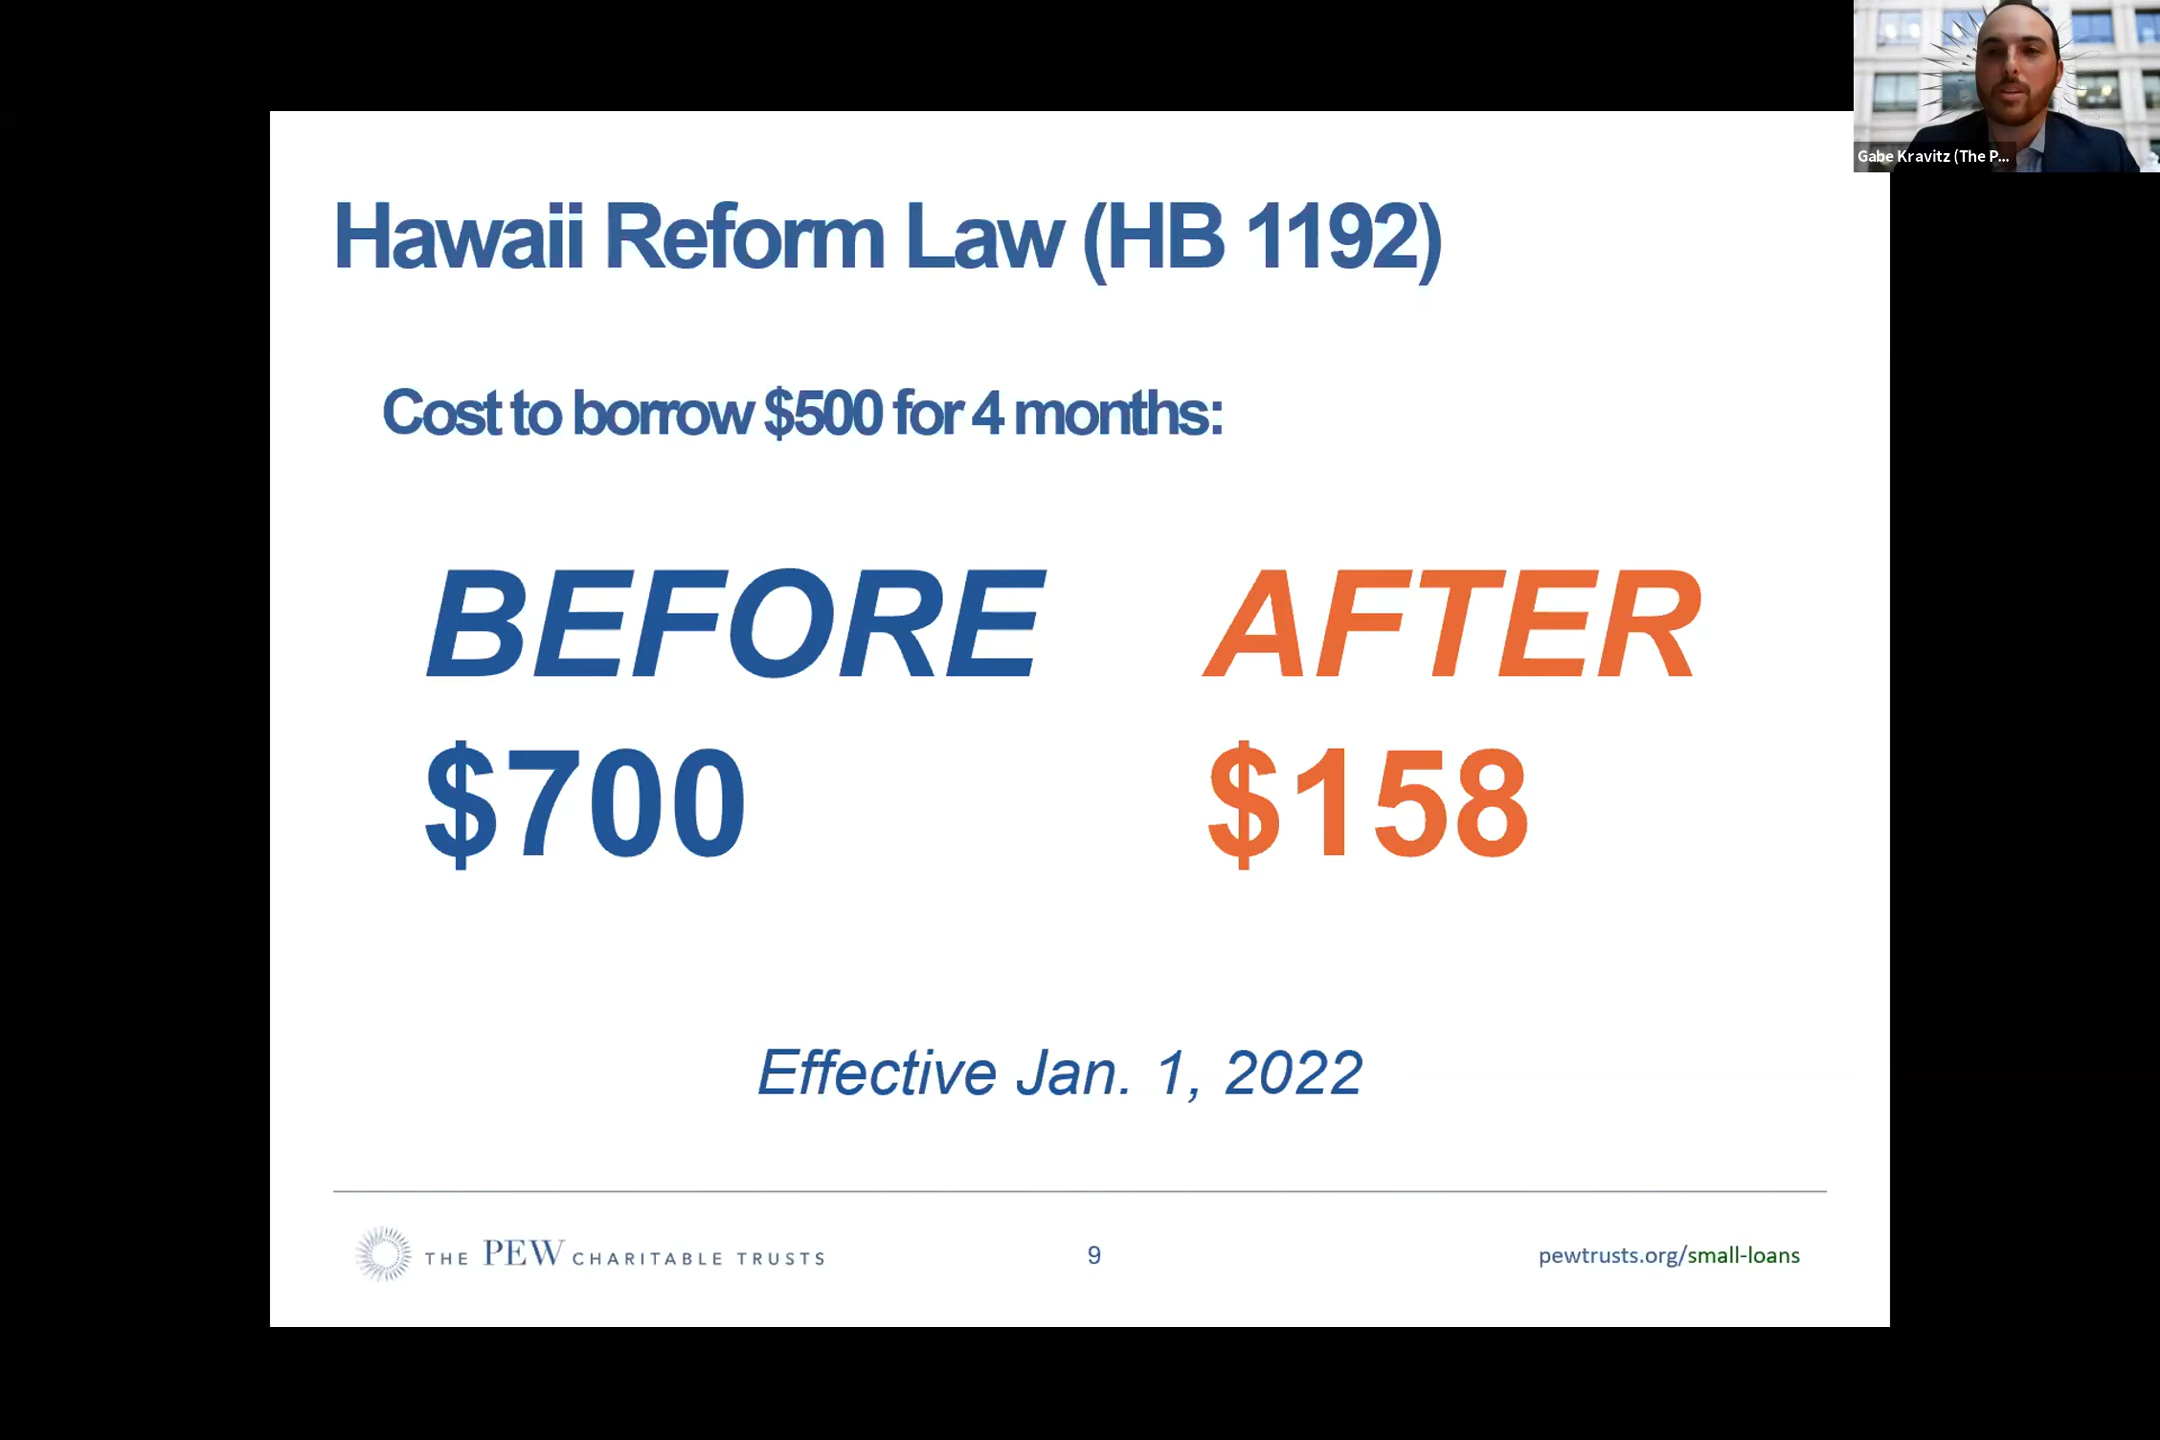 Gabe Kravitz (The P...
Hawaii Reform Law (HB 1192)
Cost to borrow $500 for 4 months:
BEFORE AFTER
$700 $158
Effective Jan. 1, 2022
THE PEW CHARITABLE TRUSTS 9 pewtrusts.org/small-loans